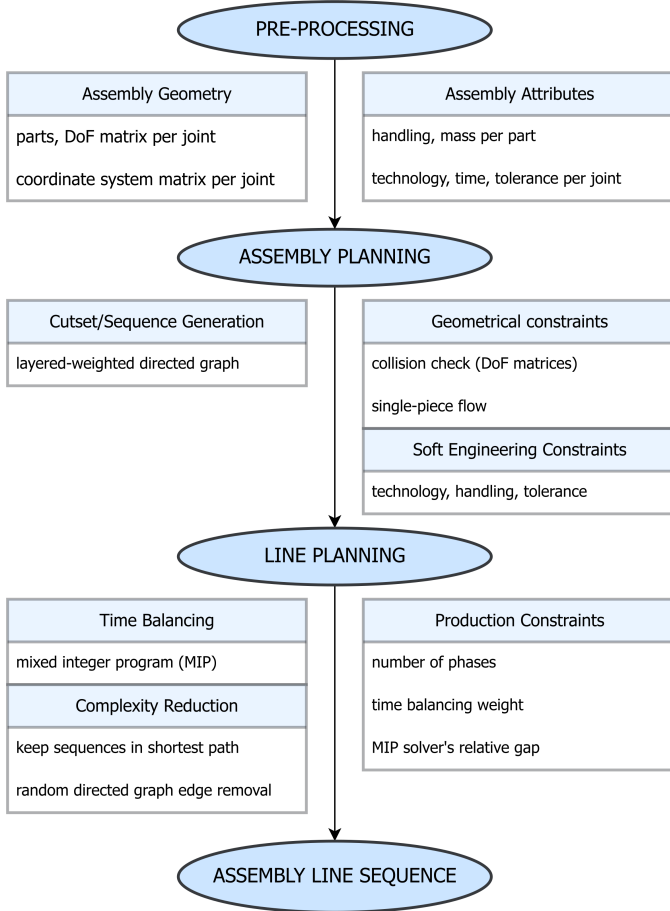 PRE-PROCESSING
Assembly Geometry
parts, DoF matrix per joint
coordinate system matrix per joint
Assembly Attributes
handling, mass per part
technology, time, tolerance per joint
ASSEMBLY PLANNING
Cutset/Sequence Generation
layered-weighted directed graph
Geometrical constraints
collision check (DoF matrices)
single-piece flow
Soft Engineering Constraints
technology, handling, tolerance
LINE PLANNING
Time Balancing
mixed integer program (MIP)
Complexity Reduction
keep sequences in shortest path
random directed graph edge removal
Production Constraints
number of phases
time balancing weight
MIP solver's relative gap
ASSEMBLY LINE SEQUENCE